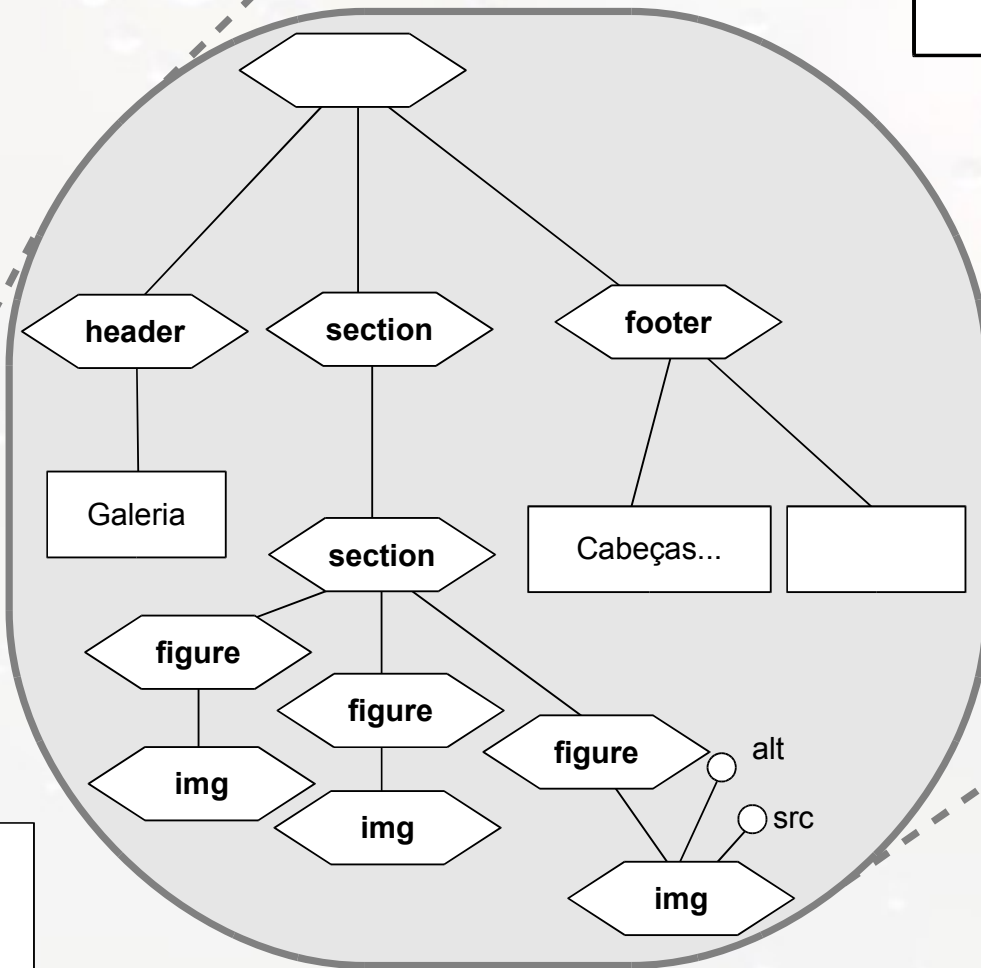 header
section
footer
Galeria
Cabeças...
section
figure
figure
figure
alt
img
src
img
img